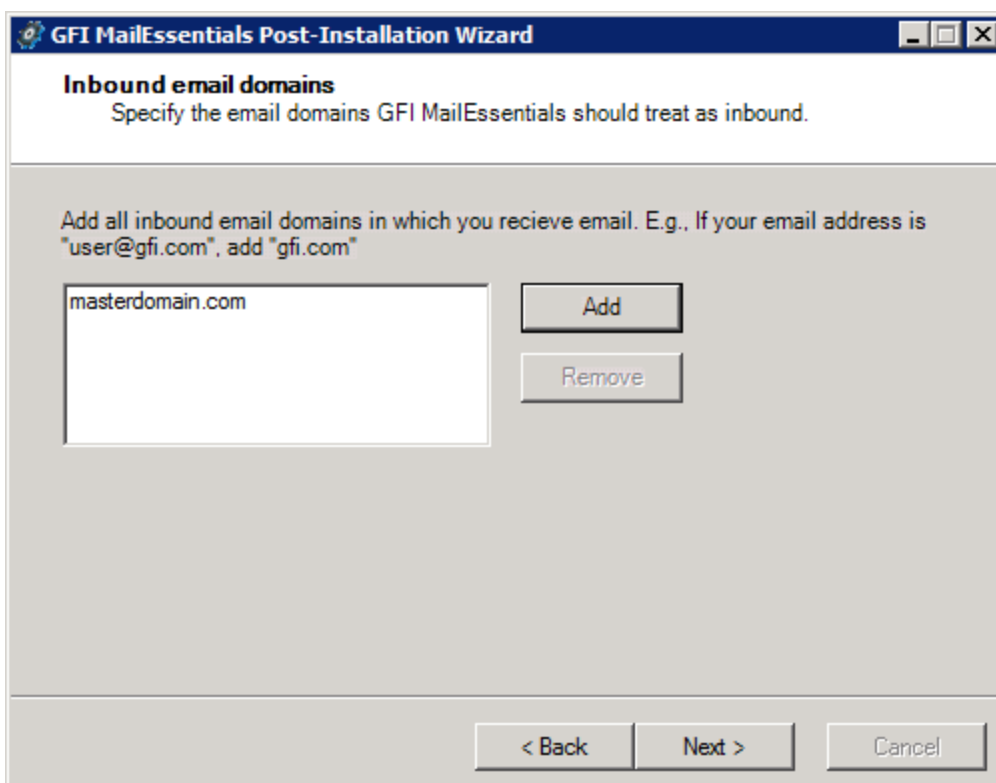 GFI MailEssentials Post-Installation Wizard
Inbound email domains
Specify the email domains GFI MailEssentials should treat as inbound.
Add all inbound email domains in which you recieve email. E.g., If your email address is
"user@gfi.com", add "gfi.com"
masterdomain.com
Add
Remove
< Back
Next >
Cancel